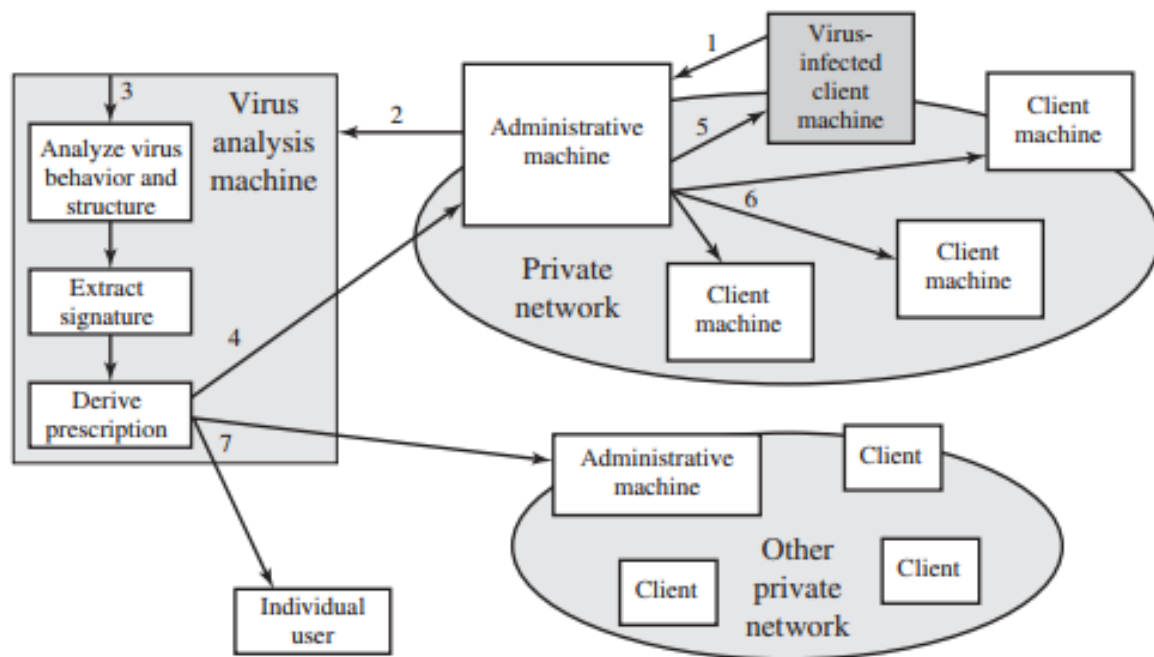 3
Virus
analysis
machine
Analyze virus
behavior and
structure
Extract
signature
Derive
prescription
2
4
7
1
Virus-
infected
client
machine
Administrative
machine
5
Client
machine
6
Client
machine
Private
network
Client
machine
Administrative
machine
Client
Client
Client
Other
private
network
Individual
user